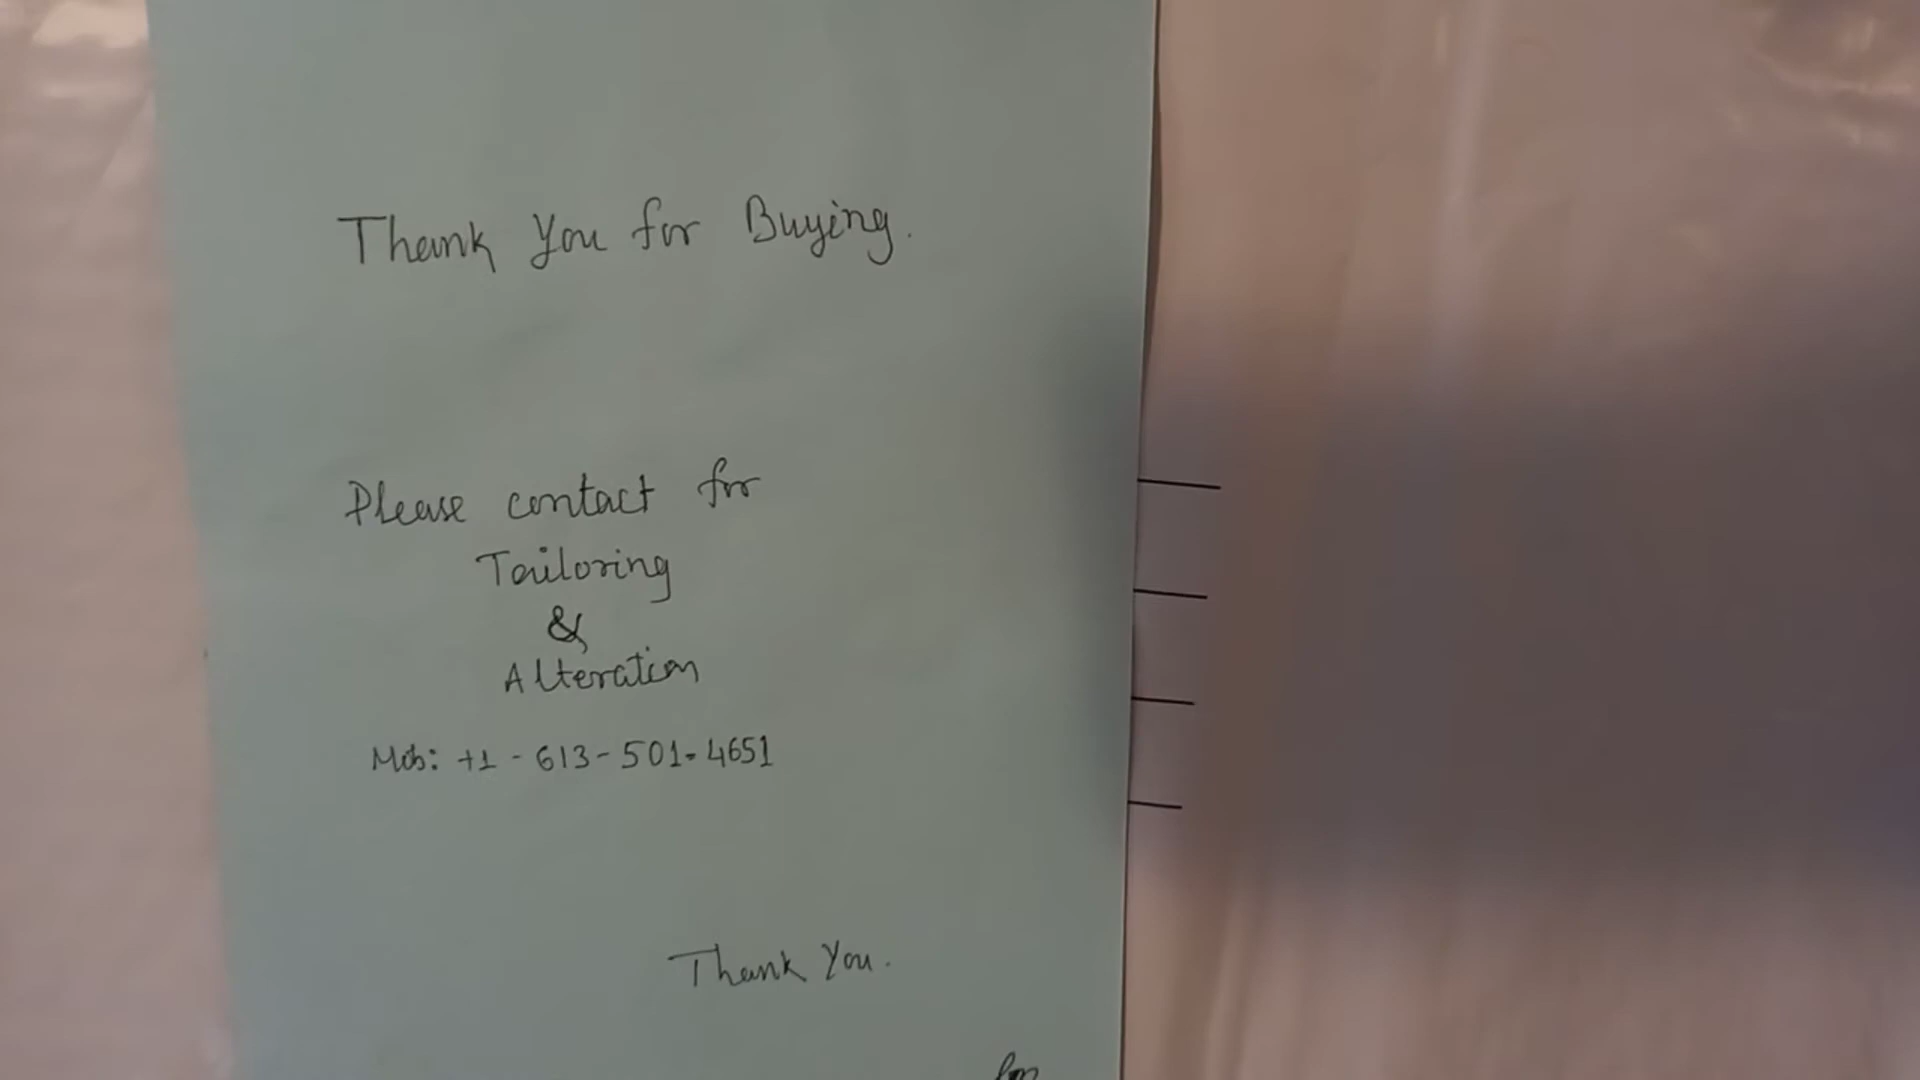 Thank You for Buying.
Please contact for
Tailoring
&
Alteration
Mob: +1 - 613 - 501 - 4651
Thank You.